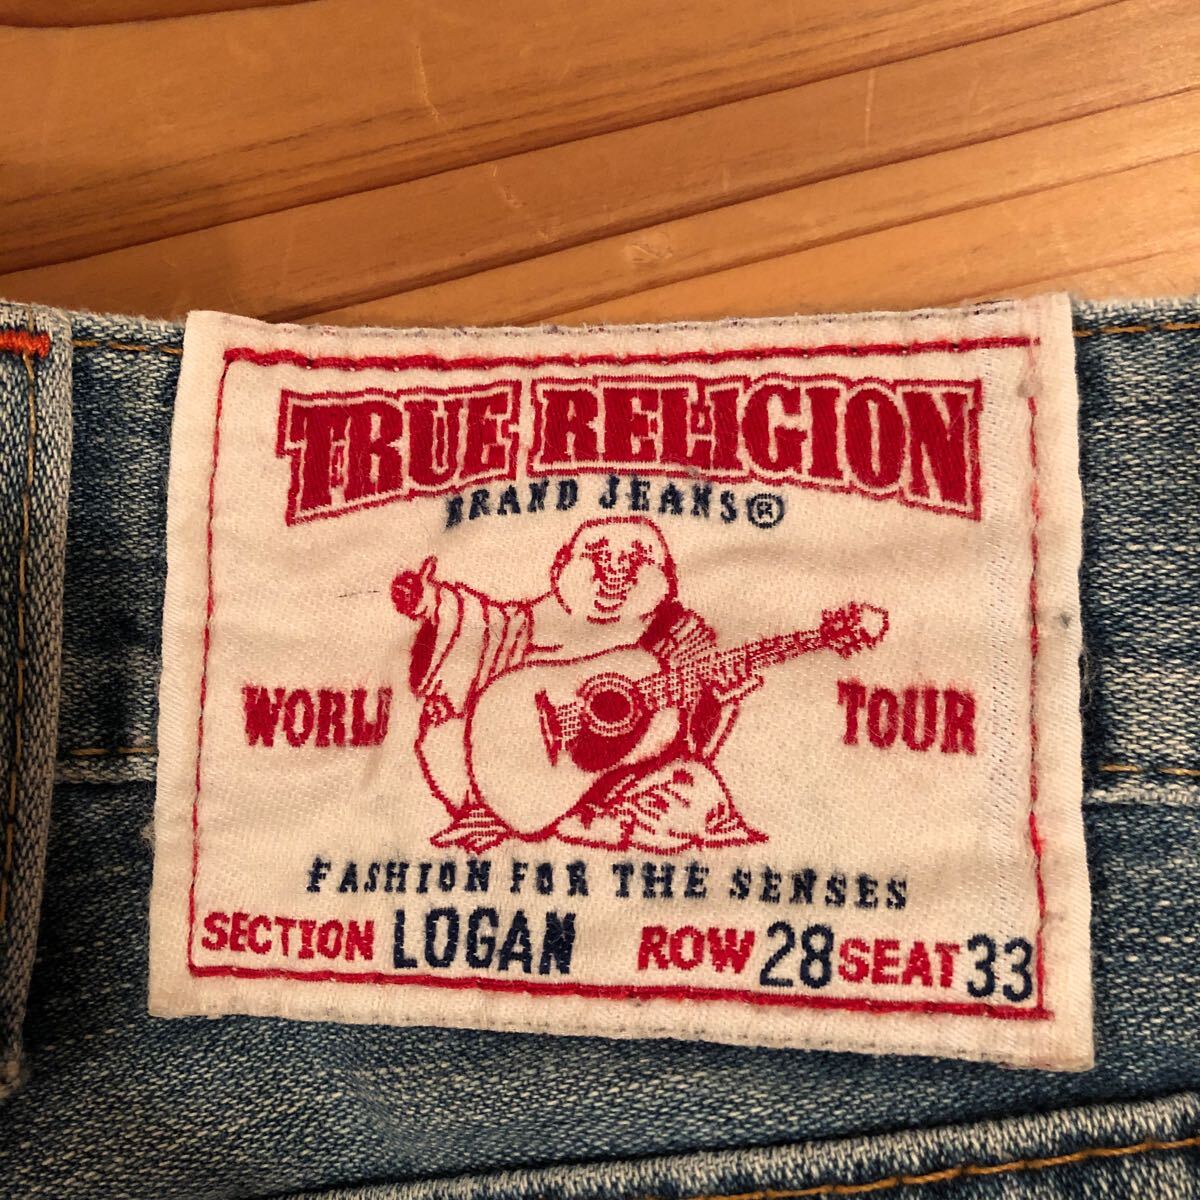 TRUE RELIGION
BRAND JEANS®
WORLD TOUR
FASHION FOR THE SENSES
SECTION LOGAN ROW 28 SEAT 33